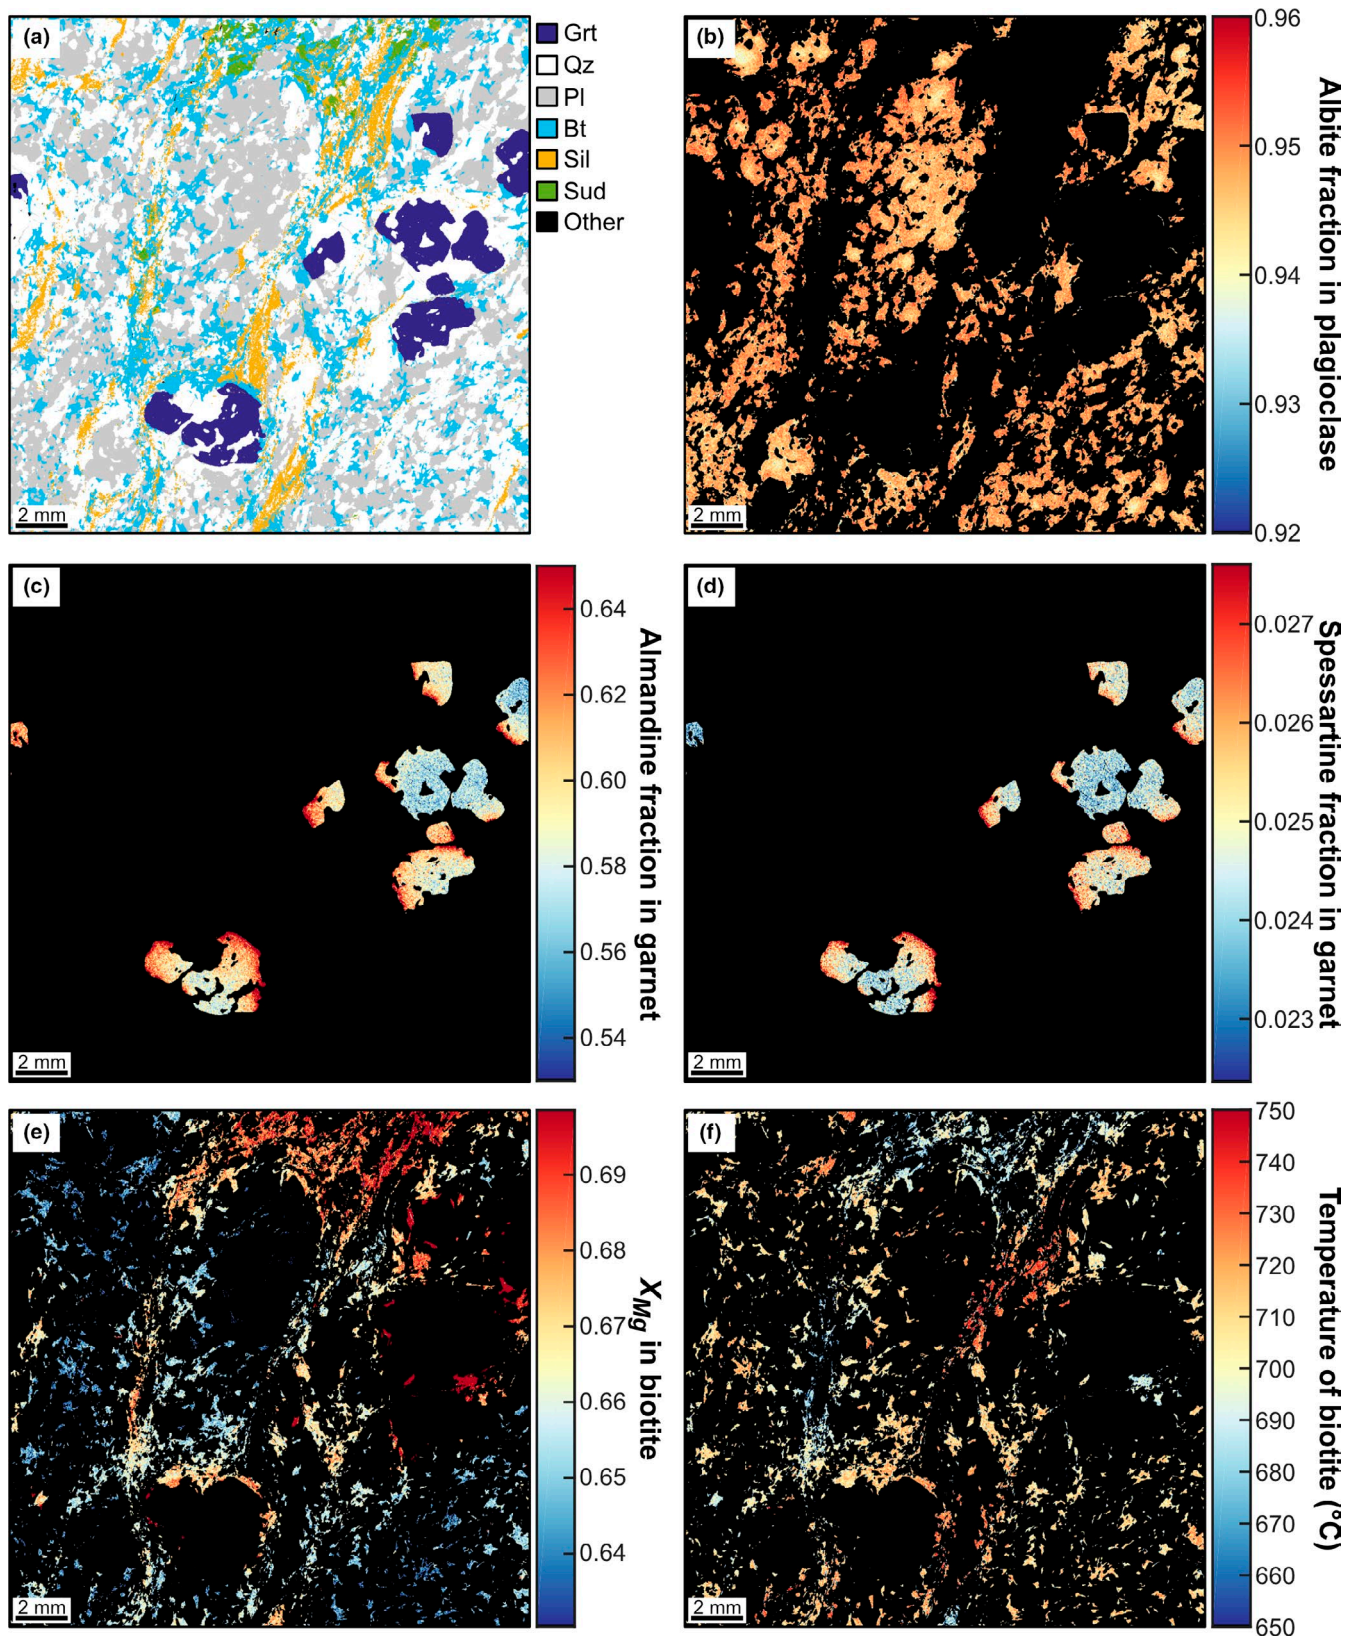 (a)
Grt
Qz
Pl
Bt
Sil
Sud
Other
2 mm
(b)
2 mm
0.96
0.95
0.94
0.93
0.92
Albite fraction in plagioclase
(c)
2 mm
0.64
0.62
0.60
0.58
0.56
0.54
Almandine fraction in garnet
(d)
2 mm
0.027
0.026
0.025
0.024
0.023
Spessartine fraction in garnet
(e)
2 mm
0.69
0.68
0.67
0.66
0.65
0.64
XMg in biotite
(f)
2 mm
750
740
730
720
710
700
690
680
670
660
650
Temperature of biotite (°C)